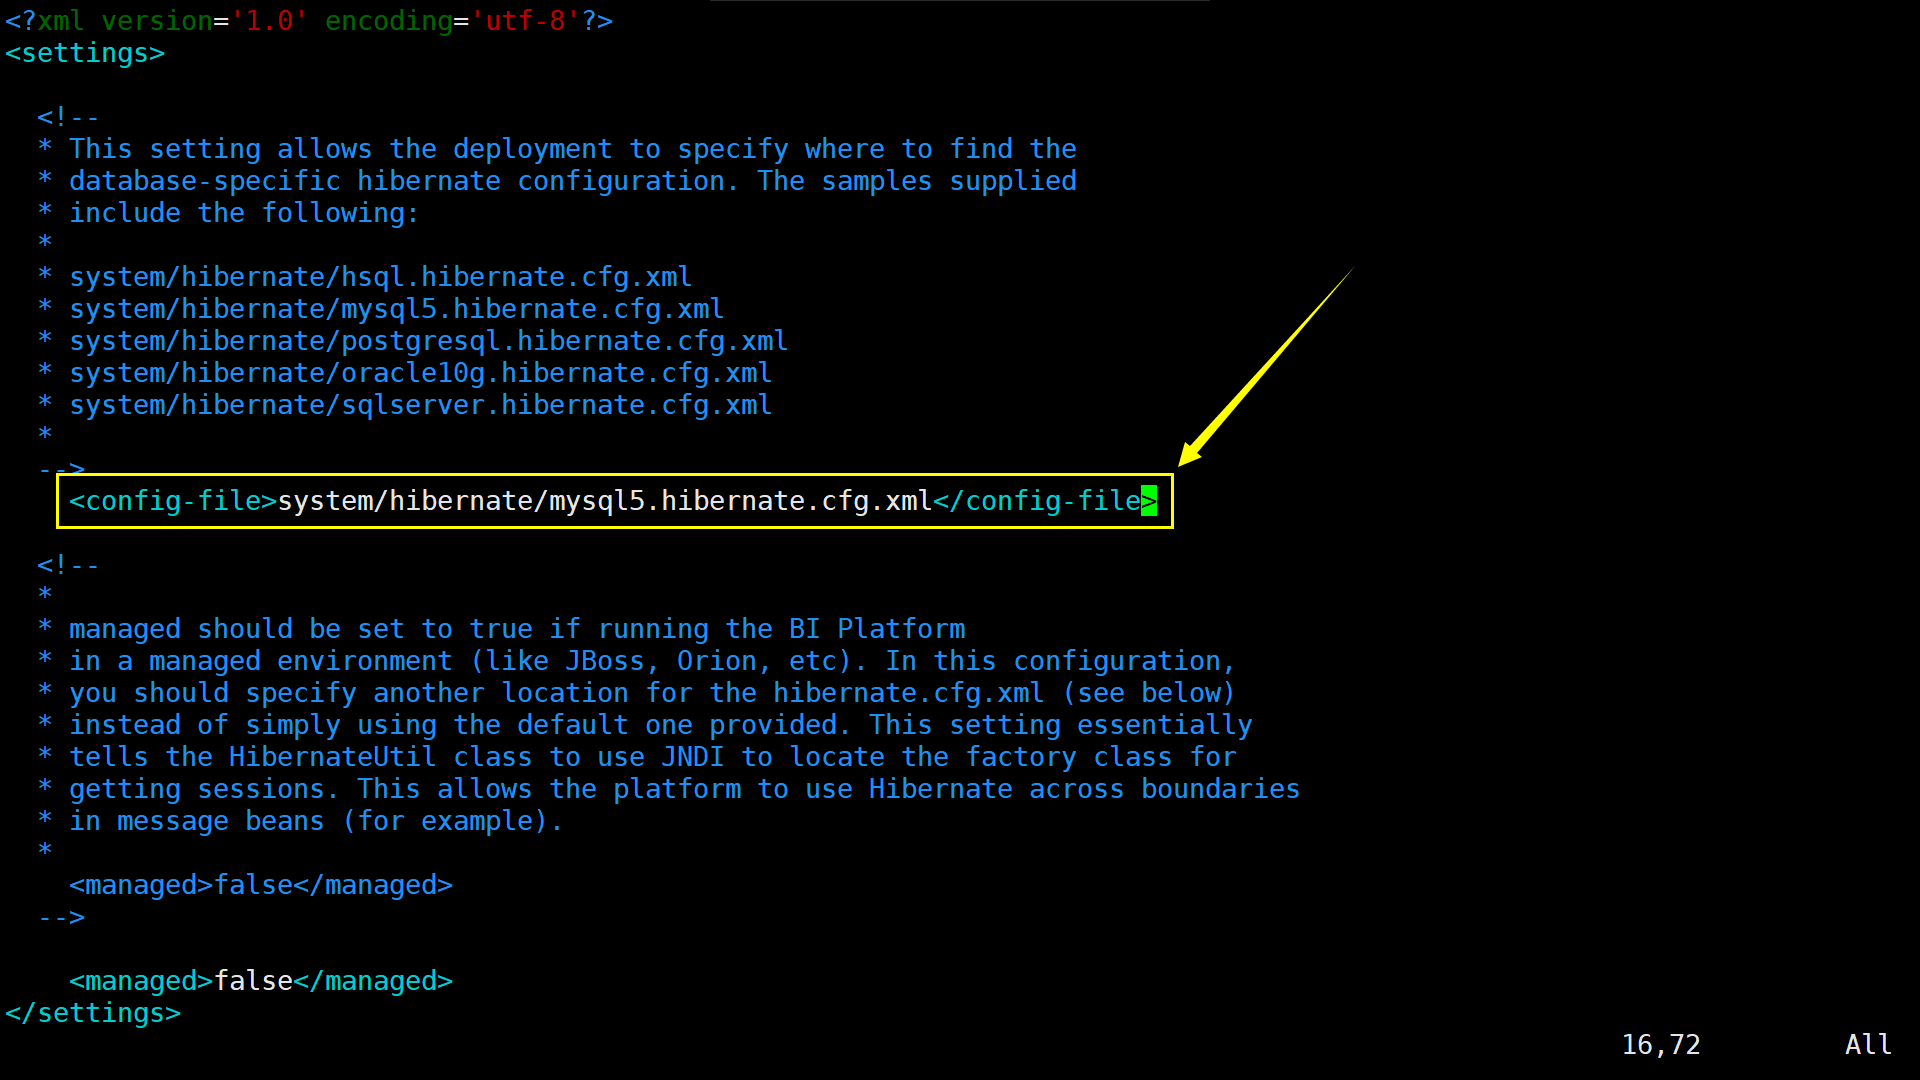 <?xml version='1.0' encoding='utf-8'?>
<settings>
<!--
* This setting allows the deployment to specify where to find the
* database-specific hibernate configuration. The samples supplied
* include the following:
*
* system/hibernate/hsql.hibernate.cfg.xml
* system/hibernate/mysql5.hibernate.cfg.xml
* system/hibernate/postgresql.hibernate.cfg.xml
* system/hibernate/oracle10g.hibernate.cfg.xml
* system/hibernate/sqlserver.hibernate.cfg.xml
*
-->
<config-file>system/hibernate/mysql5.hibernate.cfg.xml</config-file>
<!--
*
* managed should be set to true if running the BI Platform
* in a managed environment (like JBoss, Orion, etc). In this configuration,
* you should specify another location for the hibernate.cfg.xml (see below)
* instead of simply using the default one provided. This setting essentially
* tells the HibernateUtil class to use JNDI to locate the factory class for
* getting sessions. This allows the platform to use Hibernate across boundaries
* in message beans (for example).
*
<managed>false</managed>
-->
<managed>false</managed>
</settings>
16,72 All